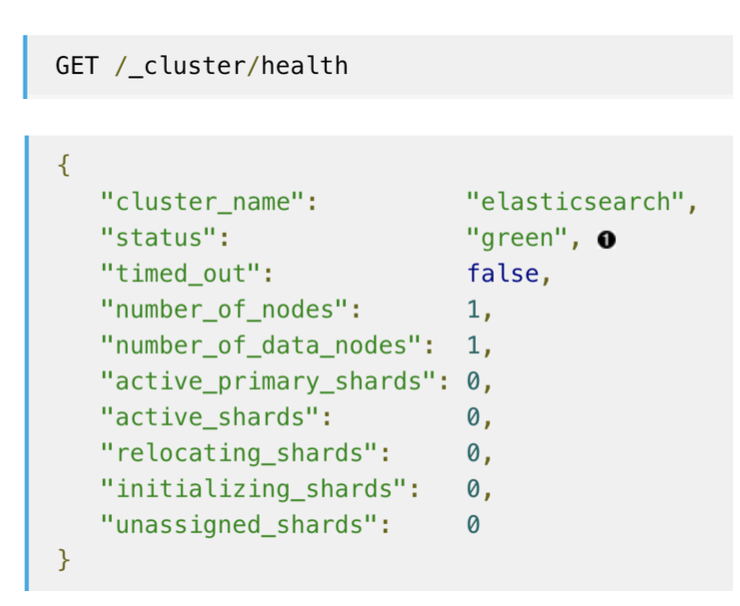 GET /_cluster/health
{
"cluster_name": "elasticsearch",
"status": "green", ❶
"timed_out": false,
"number_of_nodes": 1,
"number_of_data_nodes": 1,
"active_primary_shards": 0,
"active_shards": 0,
"relocating_shards": 0,
"initializing_shards": 0,
"unassigned_shards": 0
}